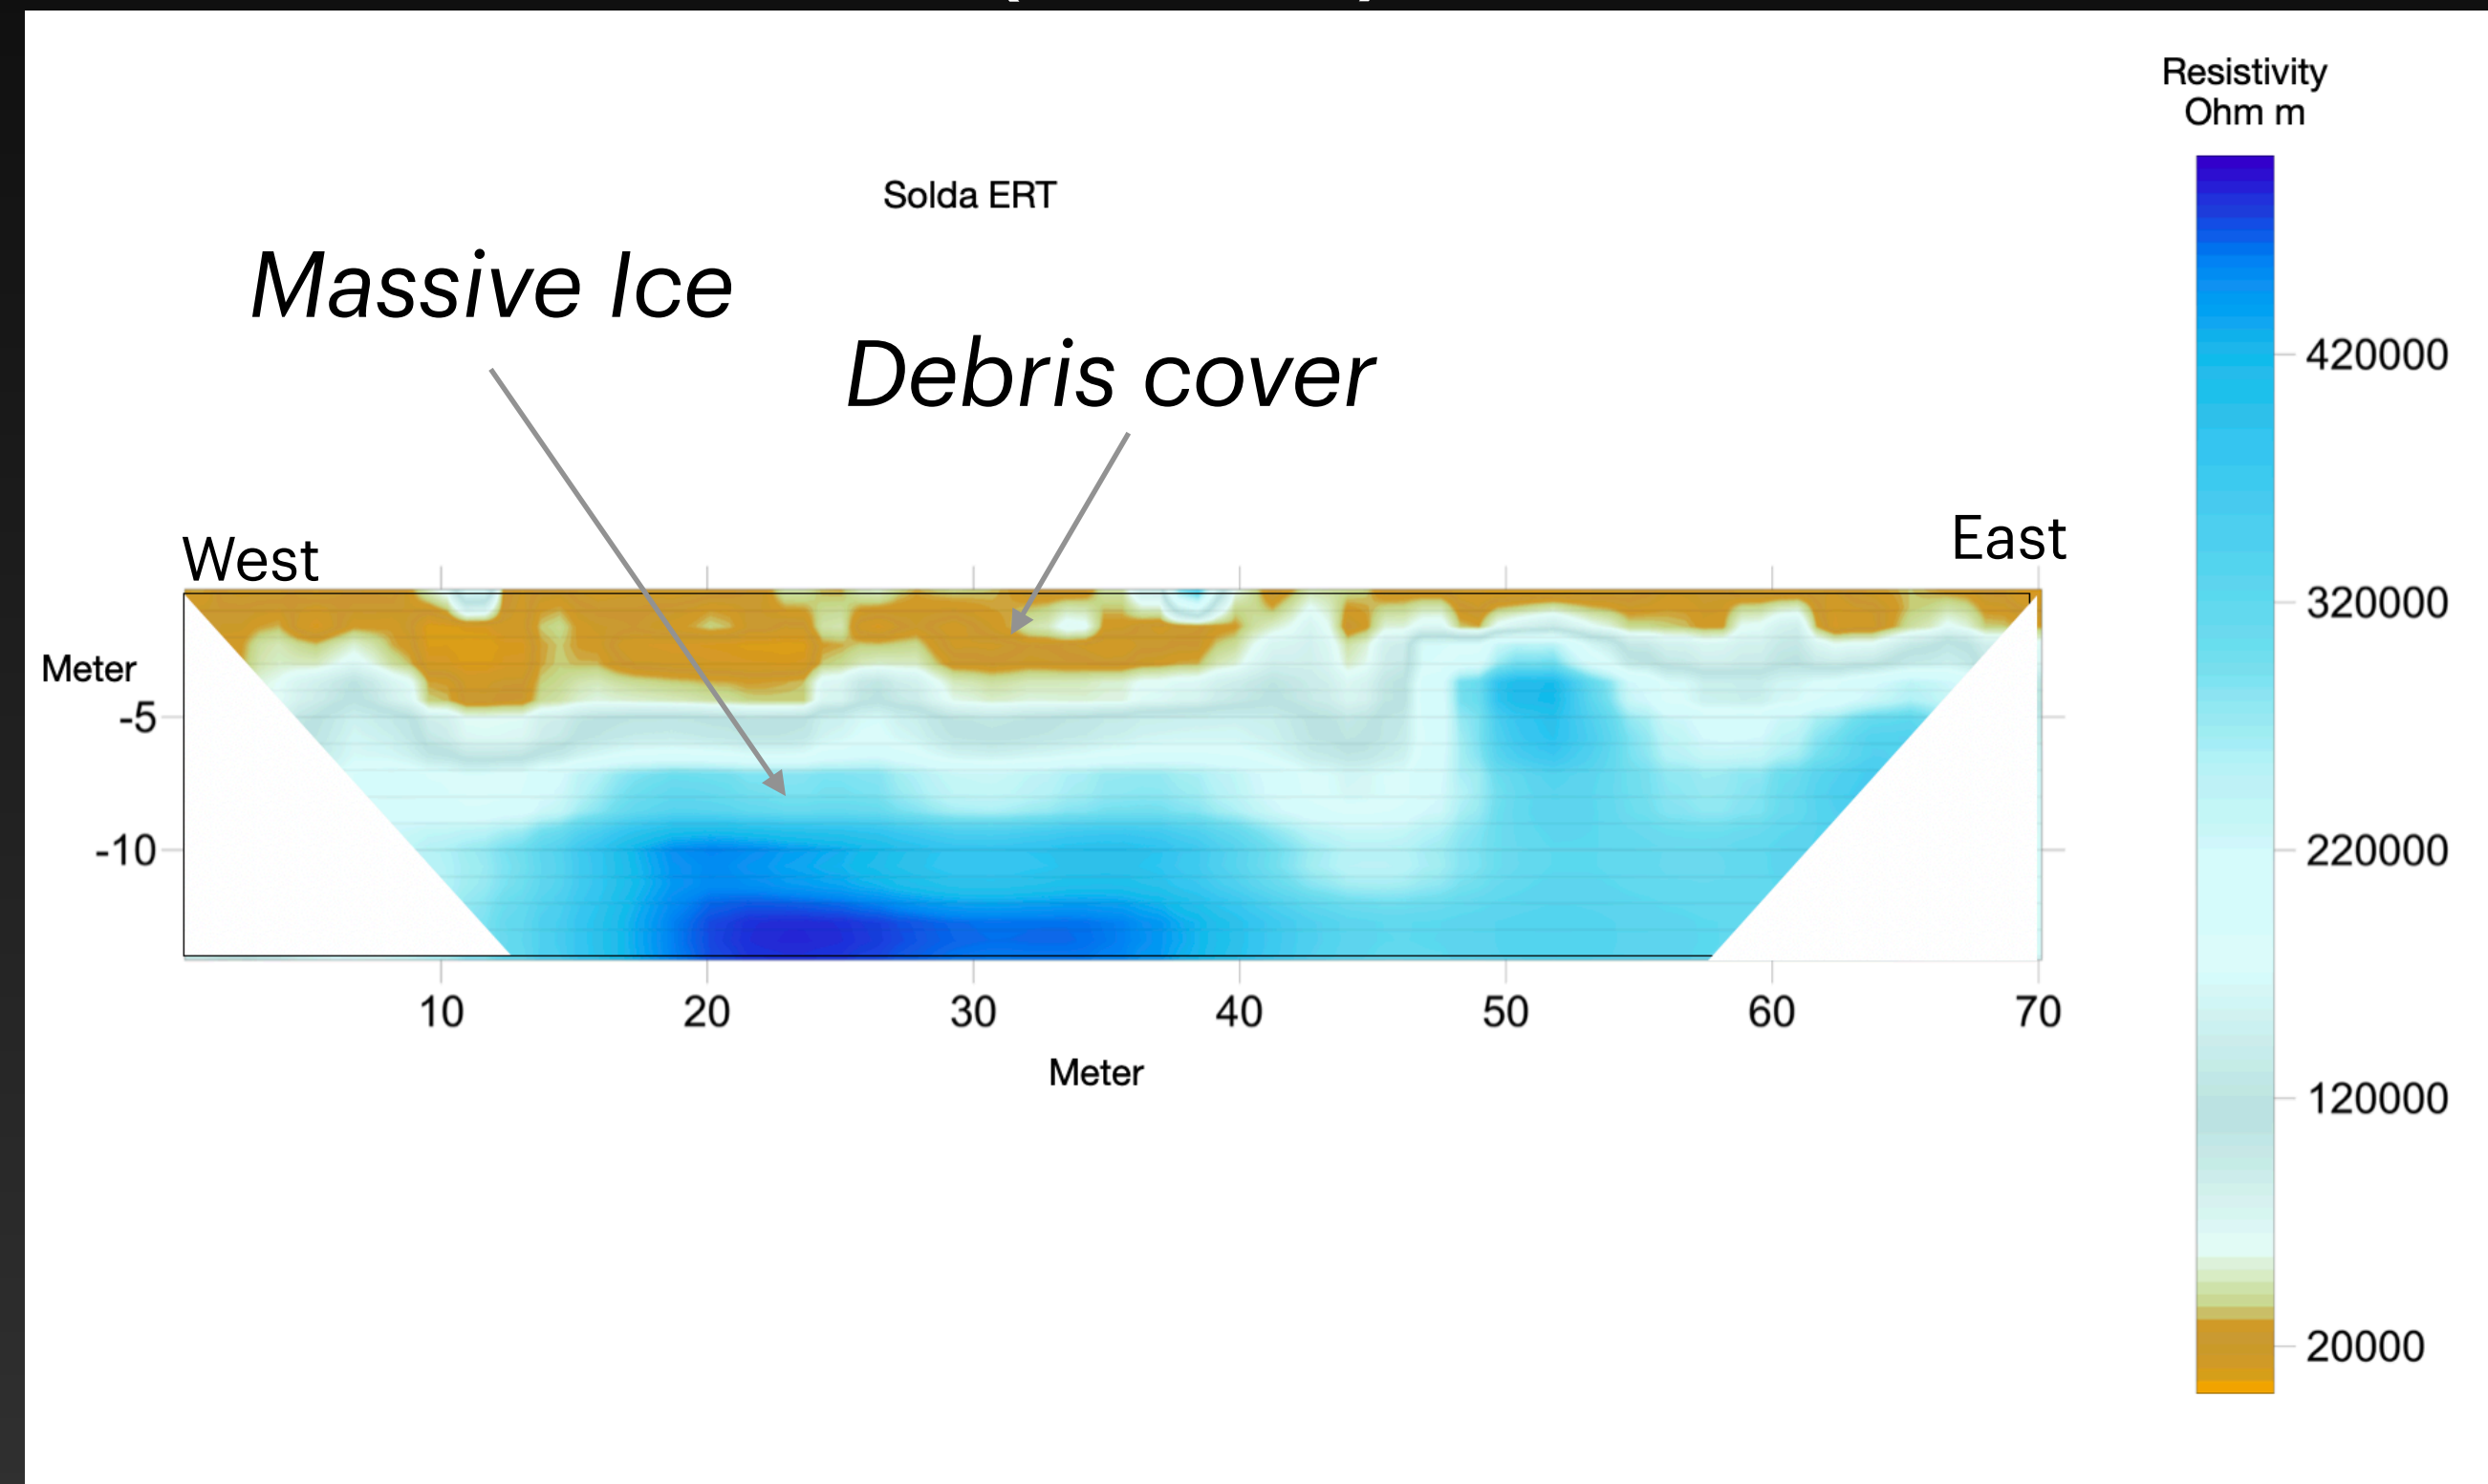 Resistivity
Ohm m
Solda ERT
Massive Ice
Debris cover
West
East
Meter
-5
-10
10 20 30 40 50 60 70
Meter
420000
320000
220000
120000
20000